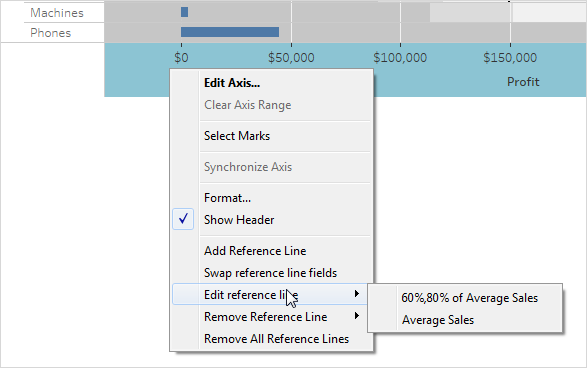 Machines
Phones
$0 $50,000 $100,000 $150,000
Profit
Edit Axis...
Clear Axis Range
Select Marks
Synchronize Axis
Format...
Show Header
Add Reference Line
Swap reference line fields
Edit reference line
60%,80% of Average Sales
Average Sales
Remove Reference Line
Remove All Reference Lines